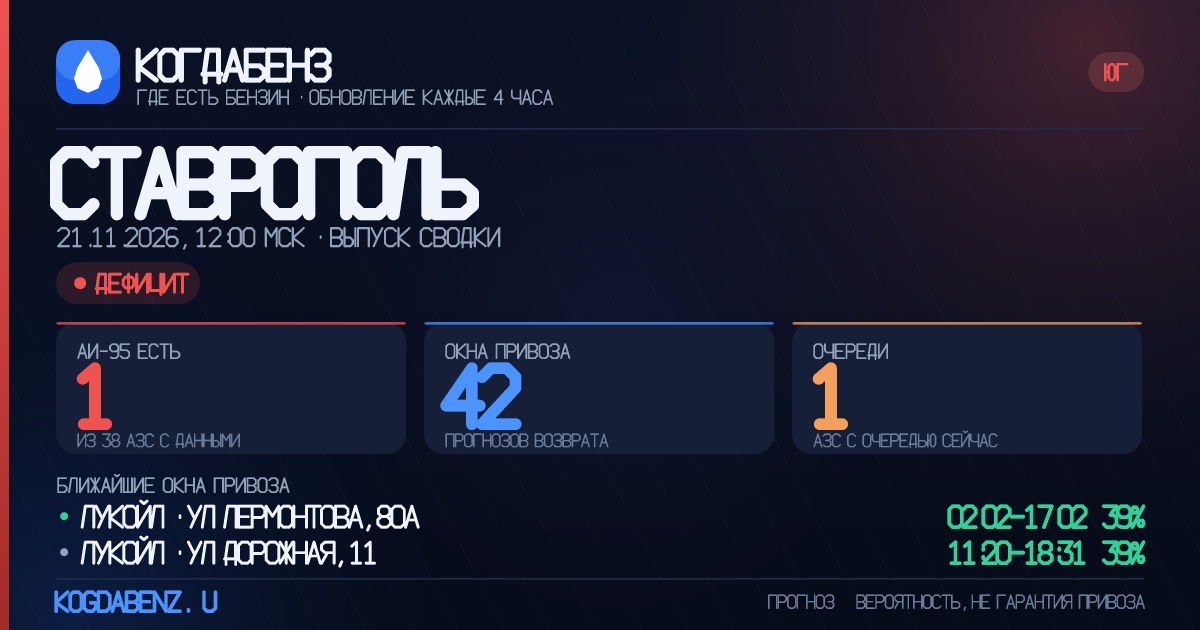 КОГДАБЕНЗ
ГДЕ ЕСТЬ БЕНЗИН · ОБНОВЛЕНИЕ КАЖДЫЕ 4 ЧАСА
ЮГ
СТАВРОПОЛЬ
21.11.2026, 12:00 МСК · ВЫПУСК СВОДКИ
ДЕФИЦИТ
АИ-95 ЕСТЬ
1
ИЗ 38 АЗС С ДАННЫМИ
ОКНА ПРИВОЗА
42
ПРОГНОЗОВ ВОЗВРАТА
ОЧЕРЕДИ
1
АЗС С ОЧЕРЕДЬЮ СЕЙЧАС
БЛИЖАЙШИЕ ОКНА ПРИВОЗА
• ЛУКОЙЛ · УЛ ЛЕРМОНТОВА, 80А 02:02–17:02 39%
• ЛУКОЙЛ · УЛ ДОРОЖНАЯ, 11 11:20–18:31 39%
KOGDABENZ. U
ПРОГНОЗ ВЕРОЯТНОСТЬ, НЕ ГАРАНТИЯ ПРИВОЗА